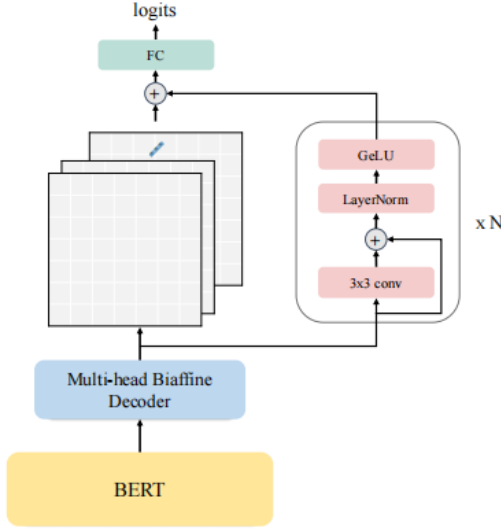 logits
FC
+
GeLU
LayerNorm
+
3x3 conv
x N
Multi-head Biaffine
Decoder
BERT